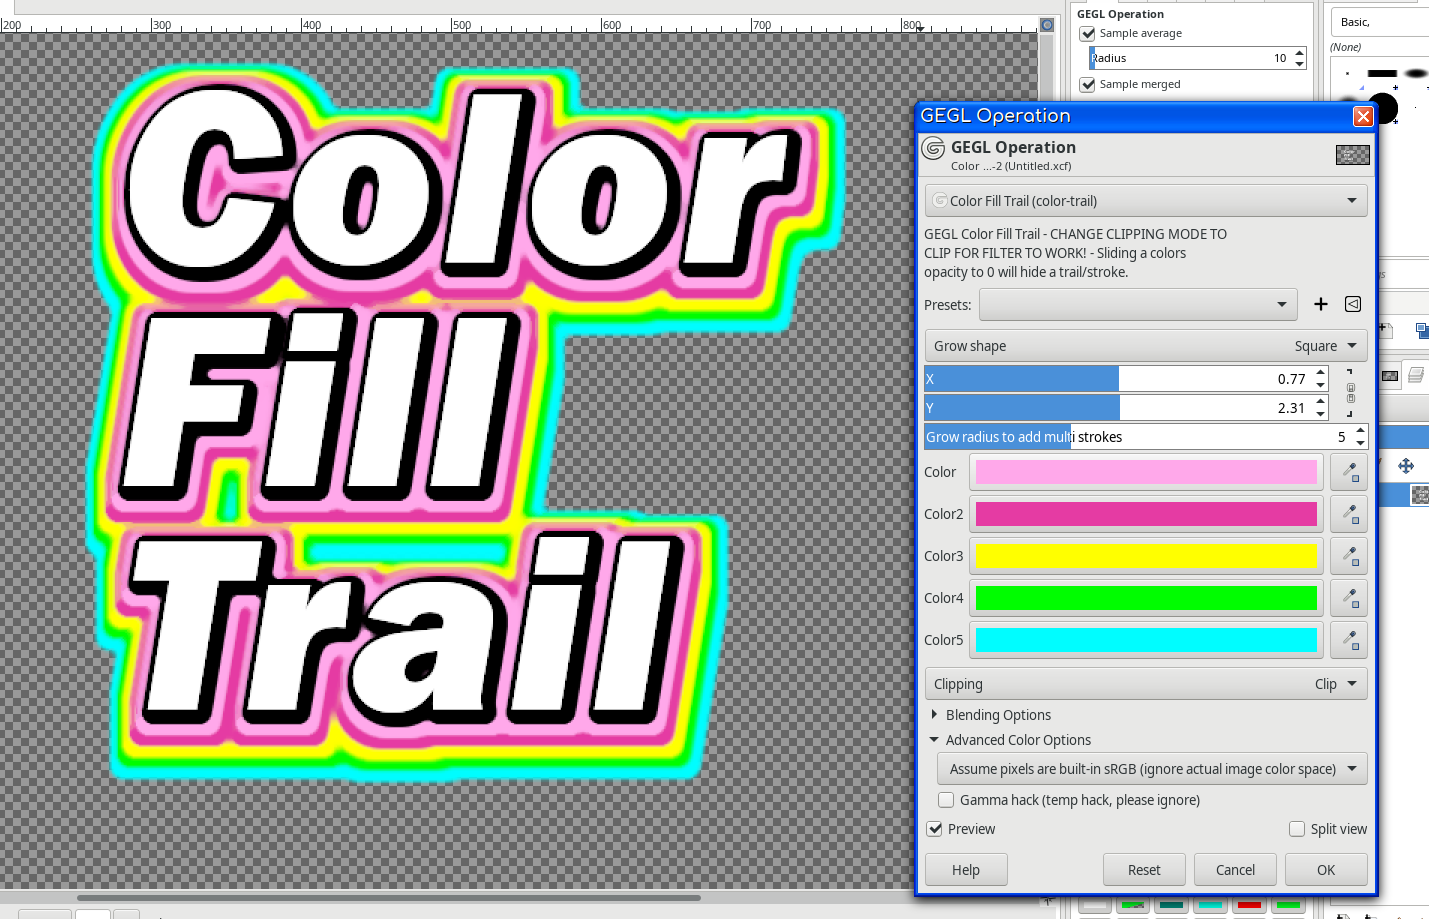 200
300
400
500
600
700
800
GEGL Operation
Sample average
Radius 10
Sample merged
Basic,
(None)
Color
Fill
Trail
GEGL Operation
GEGL Operation
Color ...-2 (Untitled.xcf)
Color Fill Trail (color-trail)
GEGL Color Fill Trail - CHANGE CLIPPING MODE TO
CLIP FOR FILTER TO WORK! - Sliding a colors
opacity to 0 will hide a trail/stroke.
Presets:
Grow shape Square
X 0.77
Y 2.31
Grow radius to add multi strokes 5
Color
Color2
Color3
Color4
Color5
Clipping Clip
Blending Options
Advanced Color Options
Assume pixels are built-in sRGB (ignore actual image color space)
Gamma hack (temp hack, please ignore)
Preview Split view
Help Reset Cancel OK